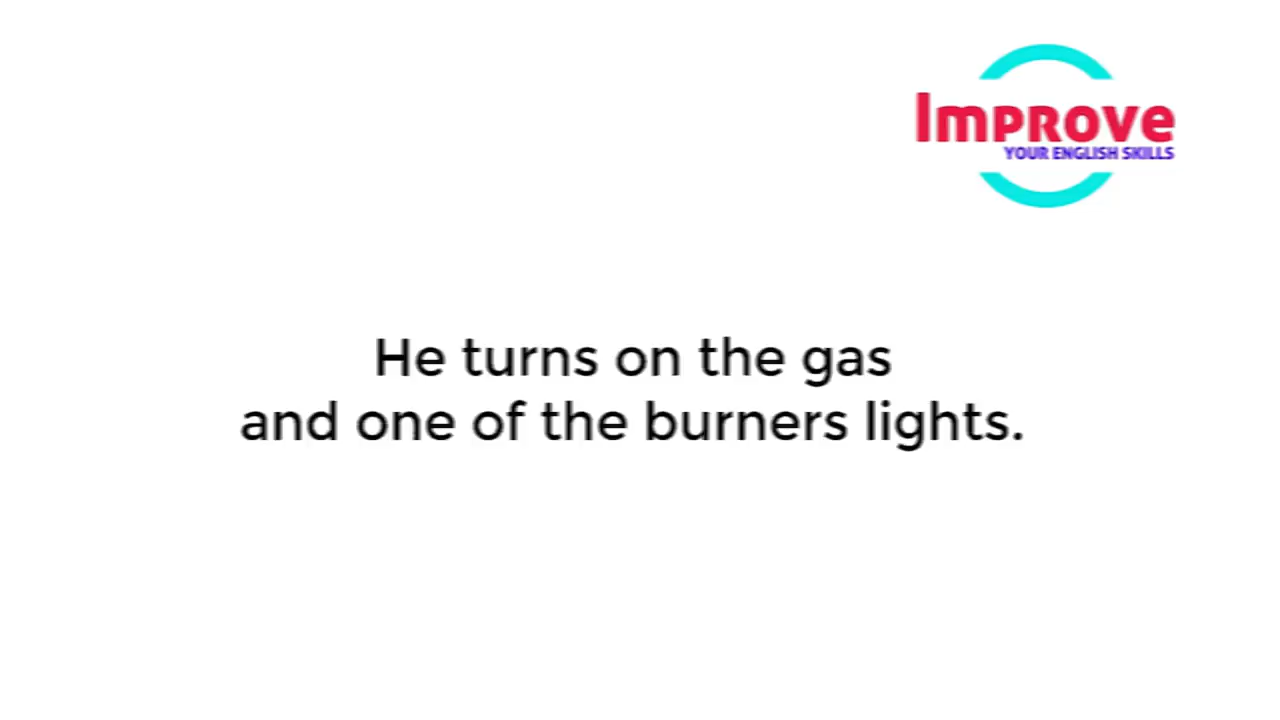 Improve
YOUR ENGLISH SKILLS
He turns on the gas
and one of the burners lights.